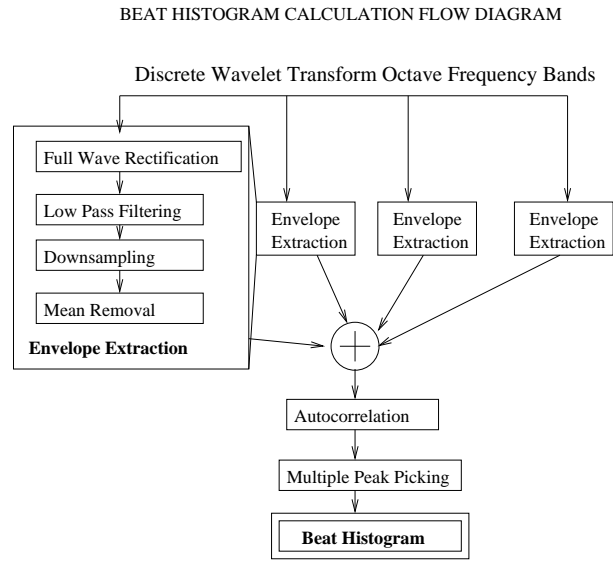 BEAT HISTOGRAM CALCULATION FLOW DIAGRAM
Discrete Wavelet Transform Octave Frequency Bands
Full Wave Rectification
Low Pass Filtering
Downsampling
Mean Removal
Envelope Extraction
Envelope
Extraction
Envelope
Extraction
Envelope
Extraction
Autocorrelation
Multiple Peak Picking
Beat Histogram